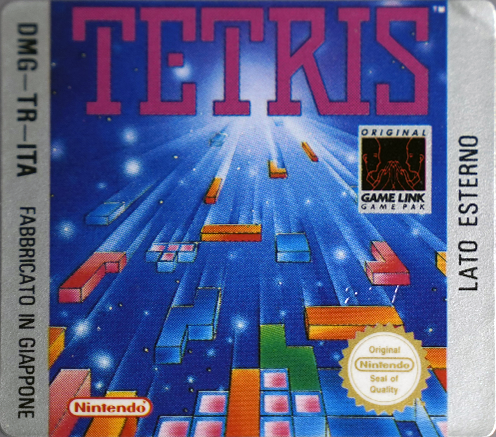 TETRIS™
DMG-TR-ITA FABBRICATO IN GIAPPONE
ORIGINAL
GAME LINK
GAME PAK
LATO ESTERNO
Original
Nintendo
Seal of
Quality
Nintendo